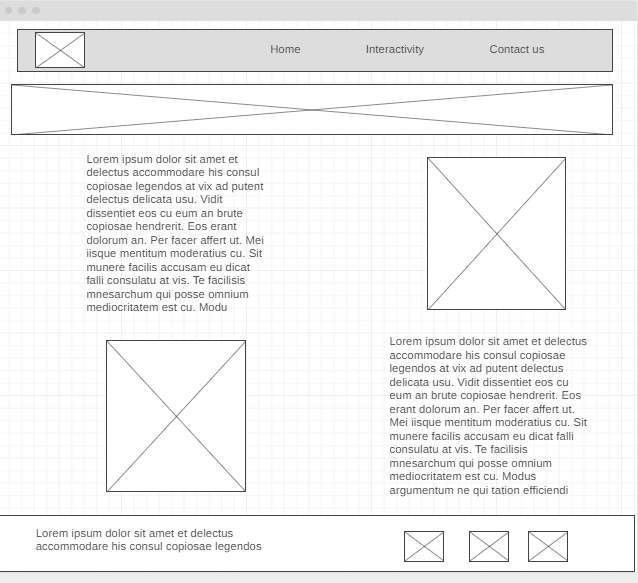 Home Interactivity Contact us
Lorem ipsum dolor sit amet et
delectus accommodare his consul
copiosae legendos at vix ad putent
delectus delicata usu. Vidit
dissentiet eos cu eum an brute
copiosae hendrerit. Eos erant
dolorum an. Per facer affert ut. Mei
iisque mentitum moderatius cu. Sit
munere facilis accusam eu dicat
falli consulatu at vis. Te facilisis
mnesarchum qui posse omnium
mediocritatem est cu. Modu
Lorem ipsum dolor sit amet et delectus
accommodare his consul copiosae
legendos at vix ad putent delectus
delicata usu. Vidit dissentiet eos cu
eum an brute copiosae hendrerit. Eos
erant dolorum an. Per facer affert ut.
Mei iisque mentitum moderatius cu. Sit
munere facilis accusam eu dicat falli
consulatu at vis. Te facilisis
mnesarchum qui posse omnium
mediocritatem est cu. Modus
argumentum ne qui tation efficiendi
Lorem ipsum dolor sit amet et delectus
accommodare his consul copiosae legendos